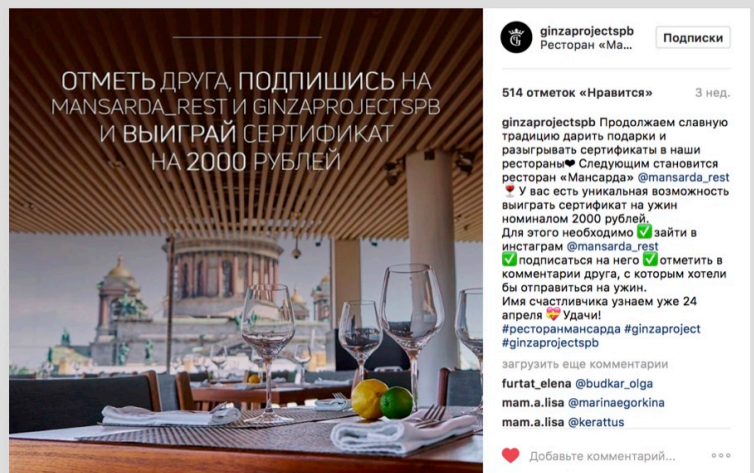 ОТМЕТЬ ДРУГА, ПОДПИШИСЬ НА
MANSARDA_REST И GINZAPROJECTSPB
И ВЫИГРАЙ СЕРТИФИКАТ
НА 2000 РУБЛЕЙ
ginzaprojectspb
Ресторан «Ма...
Подписки
514 отметок «Нравится»
3 нед.
ginzaprojectspb Продолжаем славную
традицию дарить подарки и
разыгрывать сертификаты в наши
рестораны❤ Следующим становится
ресторан «Мансарда» @mansarda_rest
🍷 У вас есть уникальная возможность
выиграть сертификат на ужин
номиналом 2000 рублей.
Для этого необходимо ✅зайти в
инстаграм @mansarda_rest
✅подписаться на него ✅отметить в
комментарии друга, с которым хотели
бы отправиться на ужин.
Имя счастливчика узнаем уже 24
апреля 💝 Удачи!
#ресторанмансарда #ginzaproject
#ginzaprojectspb
загрузить еще комментарии
furtat_elena @budkar_olga
mam.a.lisa @marinaegorkina
mam.a.lisa @kerattus
Добавьте комментарий...